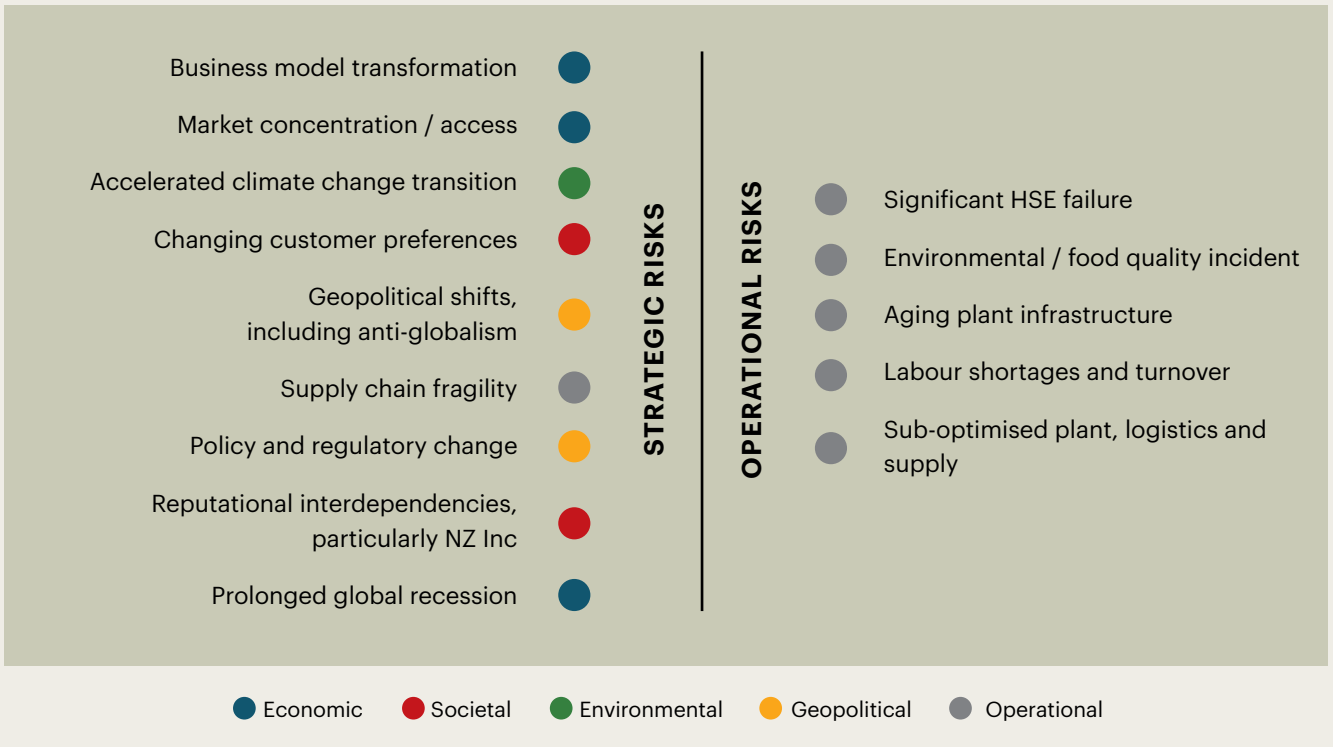 Business model transformation
Market concentration / access
Accelerated climate change transition
Changing customer preferences
Geopolitical shifts,
including anti-globalism
Supply chain fragility
Policy and regulatory change
Reputational interdependencies,
particularly NZ Inc
Prolonged global recession
STRATEGIC RISKS
OPERATIONAL RISKS
Significant HSE failure
Environmental / food quality incident
Aging plant infrastructure
Labour shortages and turnover
Sub-optimised plant, logistics and
supply
Economic
Societal
Environmental
Geopolitical
Operational